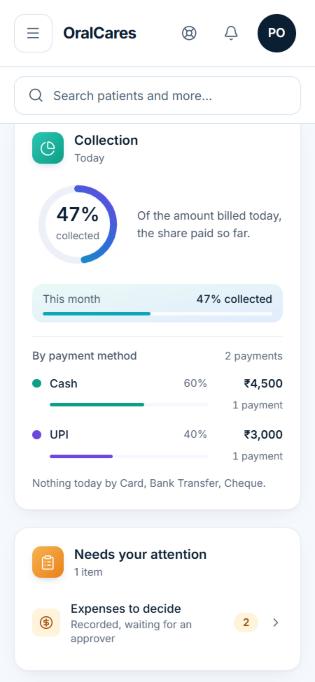 OralCares
PO
Search patients and more...
Collection
Today
47%
collected
Of the amount billed today,
the share paid so far.
This month 47% collected
By payment method 2 payments
Cash 60% ₹4,500
1 payment
UPI 40% ₹3,000
1 payment
Nothing today by Card, Bank Transfer, Cheque.
Needs your attention
1 item
Expenses to decide
Recorded, waiting for an
approver
2